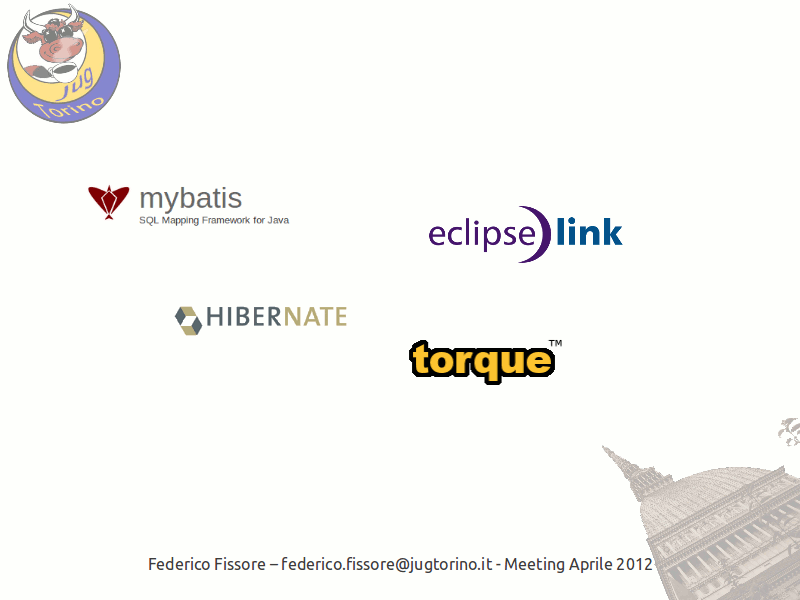 jug
Torino
mybatis
SQL Mapping Framework for Java
eclipse link
HIBERNATE
torque™
Federico Fissore – federico.fissore@jugtorino.it - Meeting Aprile 2012